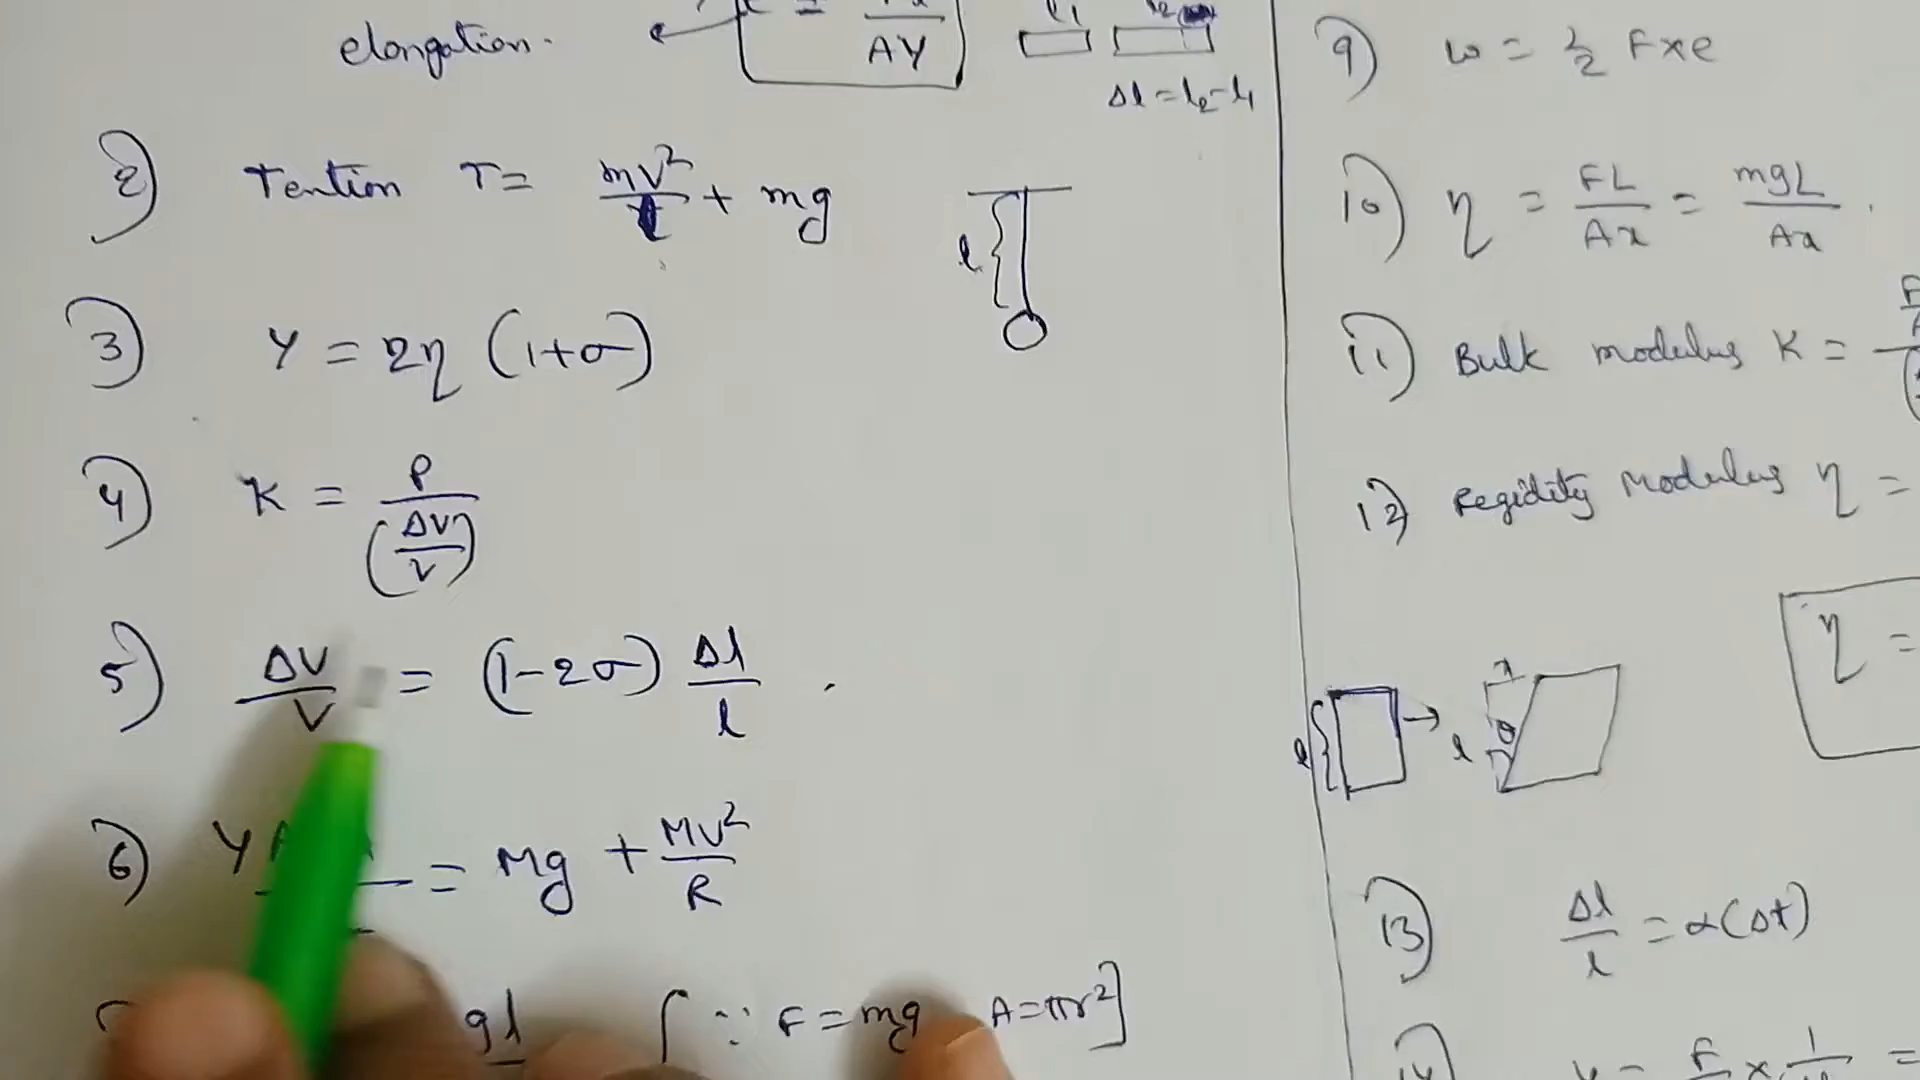 elongation.
AY
Δl = l2-l1
2) Tention T = mv²/l + mg
l
3) Y = 2η (1+σ)
4) K = P/(ΔV/V)
5) ΔV/V = (1-2σ) Δl/l .
6) Y = Mg + MV²/R
gl [∵ F = mg A = πr²]
9) w = ½ F x e
10) η = FL/Ax = mgL/Ax .
11) Bulk modulus K =
12) Regidity Modulus η =
η =
l l x θ
13) Δl/l = α(Δt)
14)